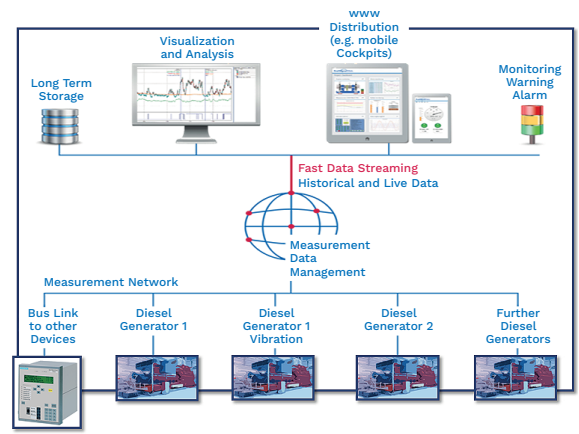 www
Distribution
(e.g. mobile
Cockpits)
Visualization
and Analysis
Long Term
Storage
Monitoring
Warning
Alarm
Fast Data Streaming
Historical and Live Data
Measurement
Data
Management
Measurement Network
Bus Link
to other
Devices
Diesel
Generator 1
Diesel
Generator 1
Vibration
Diesel
Generator 2
Further
Diesel
Generators